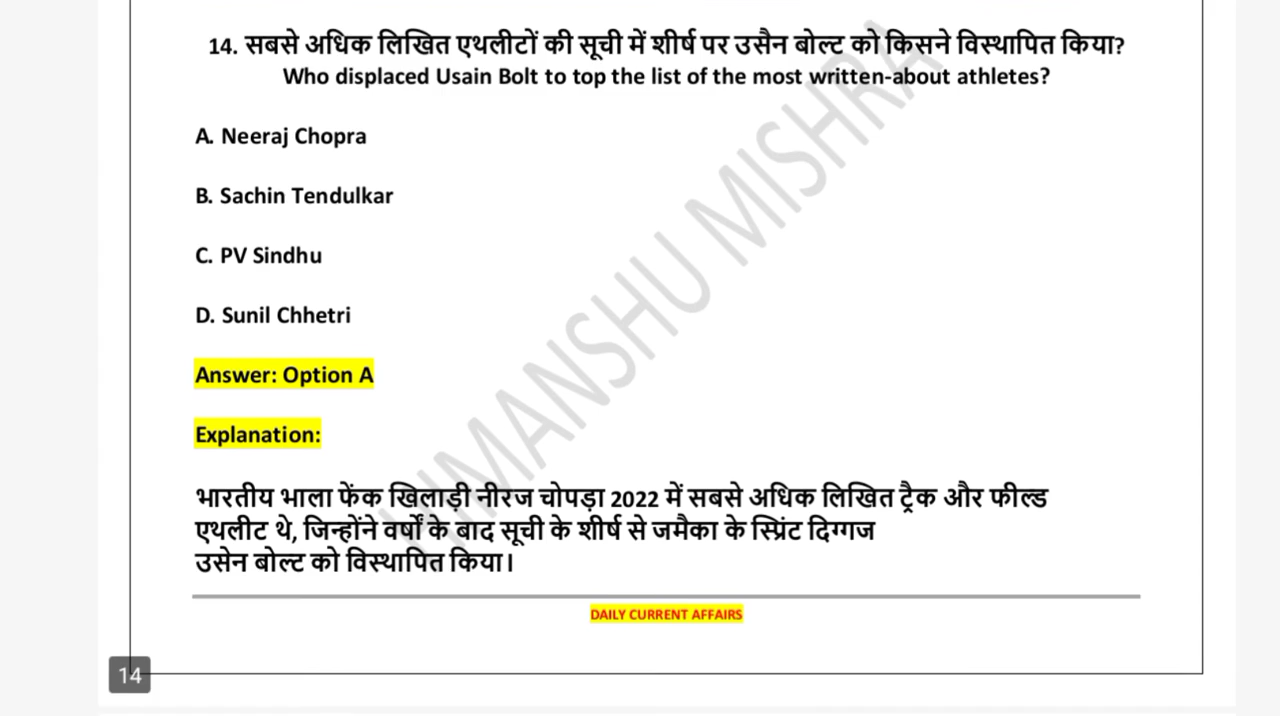 14. सबसे अधिक लिखित एथलीटों की सूची में शीर्ष पर उसैन बोल्ट को किसने विस्थापित किया?
Who displaced Usain Bolt to top the list of the most written-about athletes?
A. Neeraj Chopra
B. Sachin Tendulkar
C. PV Sindhu
D. Sunil Chhetri
Answer: Option A
Explanation:
भारतीय भाला फेंक खिलाड़ी नीरज चोपड़ा 2022 में सबसे अधिक लिखित ट्रैक और फील्ड
एथलीट थे, जिन्होंने वर्षों के बाद सूची के शीर्ष से जमैका के स्प्रिंट दिग्गज
उसेन बोल्ट को विस्थापित किया।
DAILY CURRENT AFFAIRS
14
HIMANSHU MISHRA